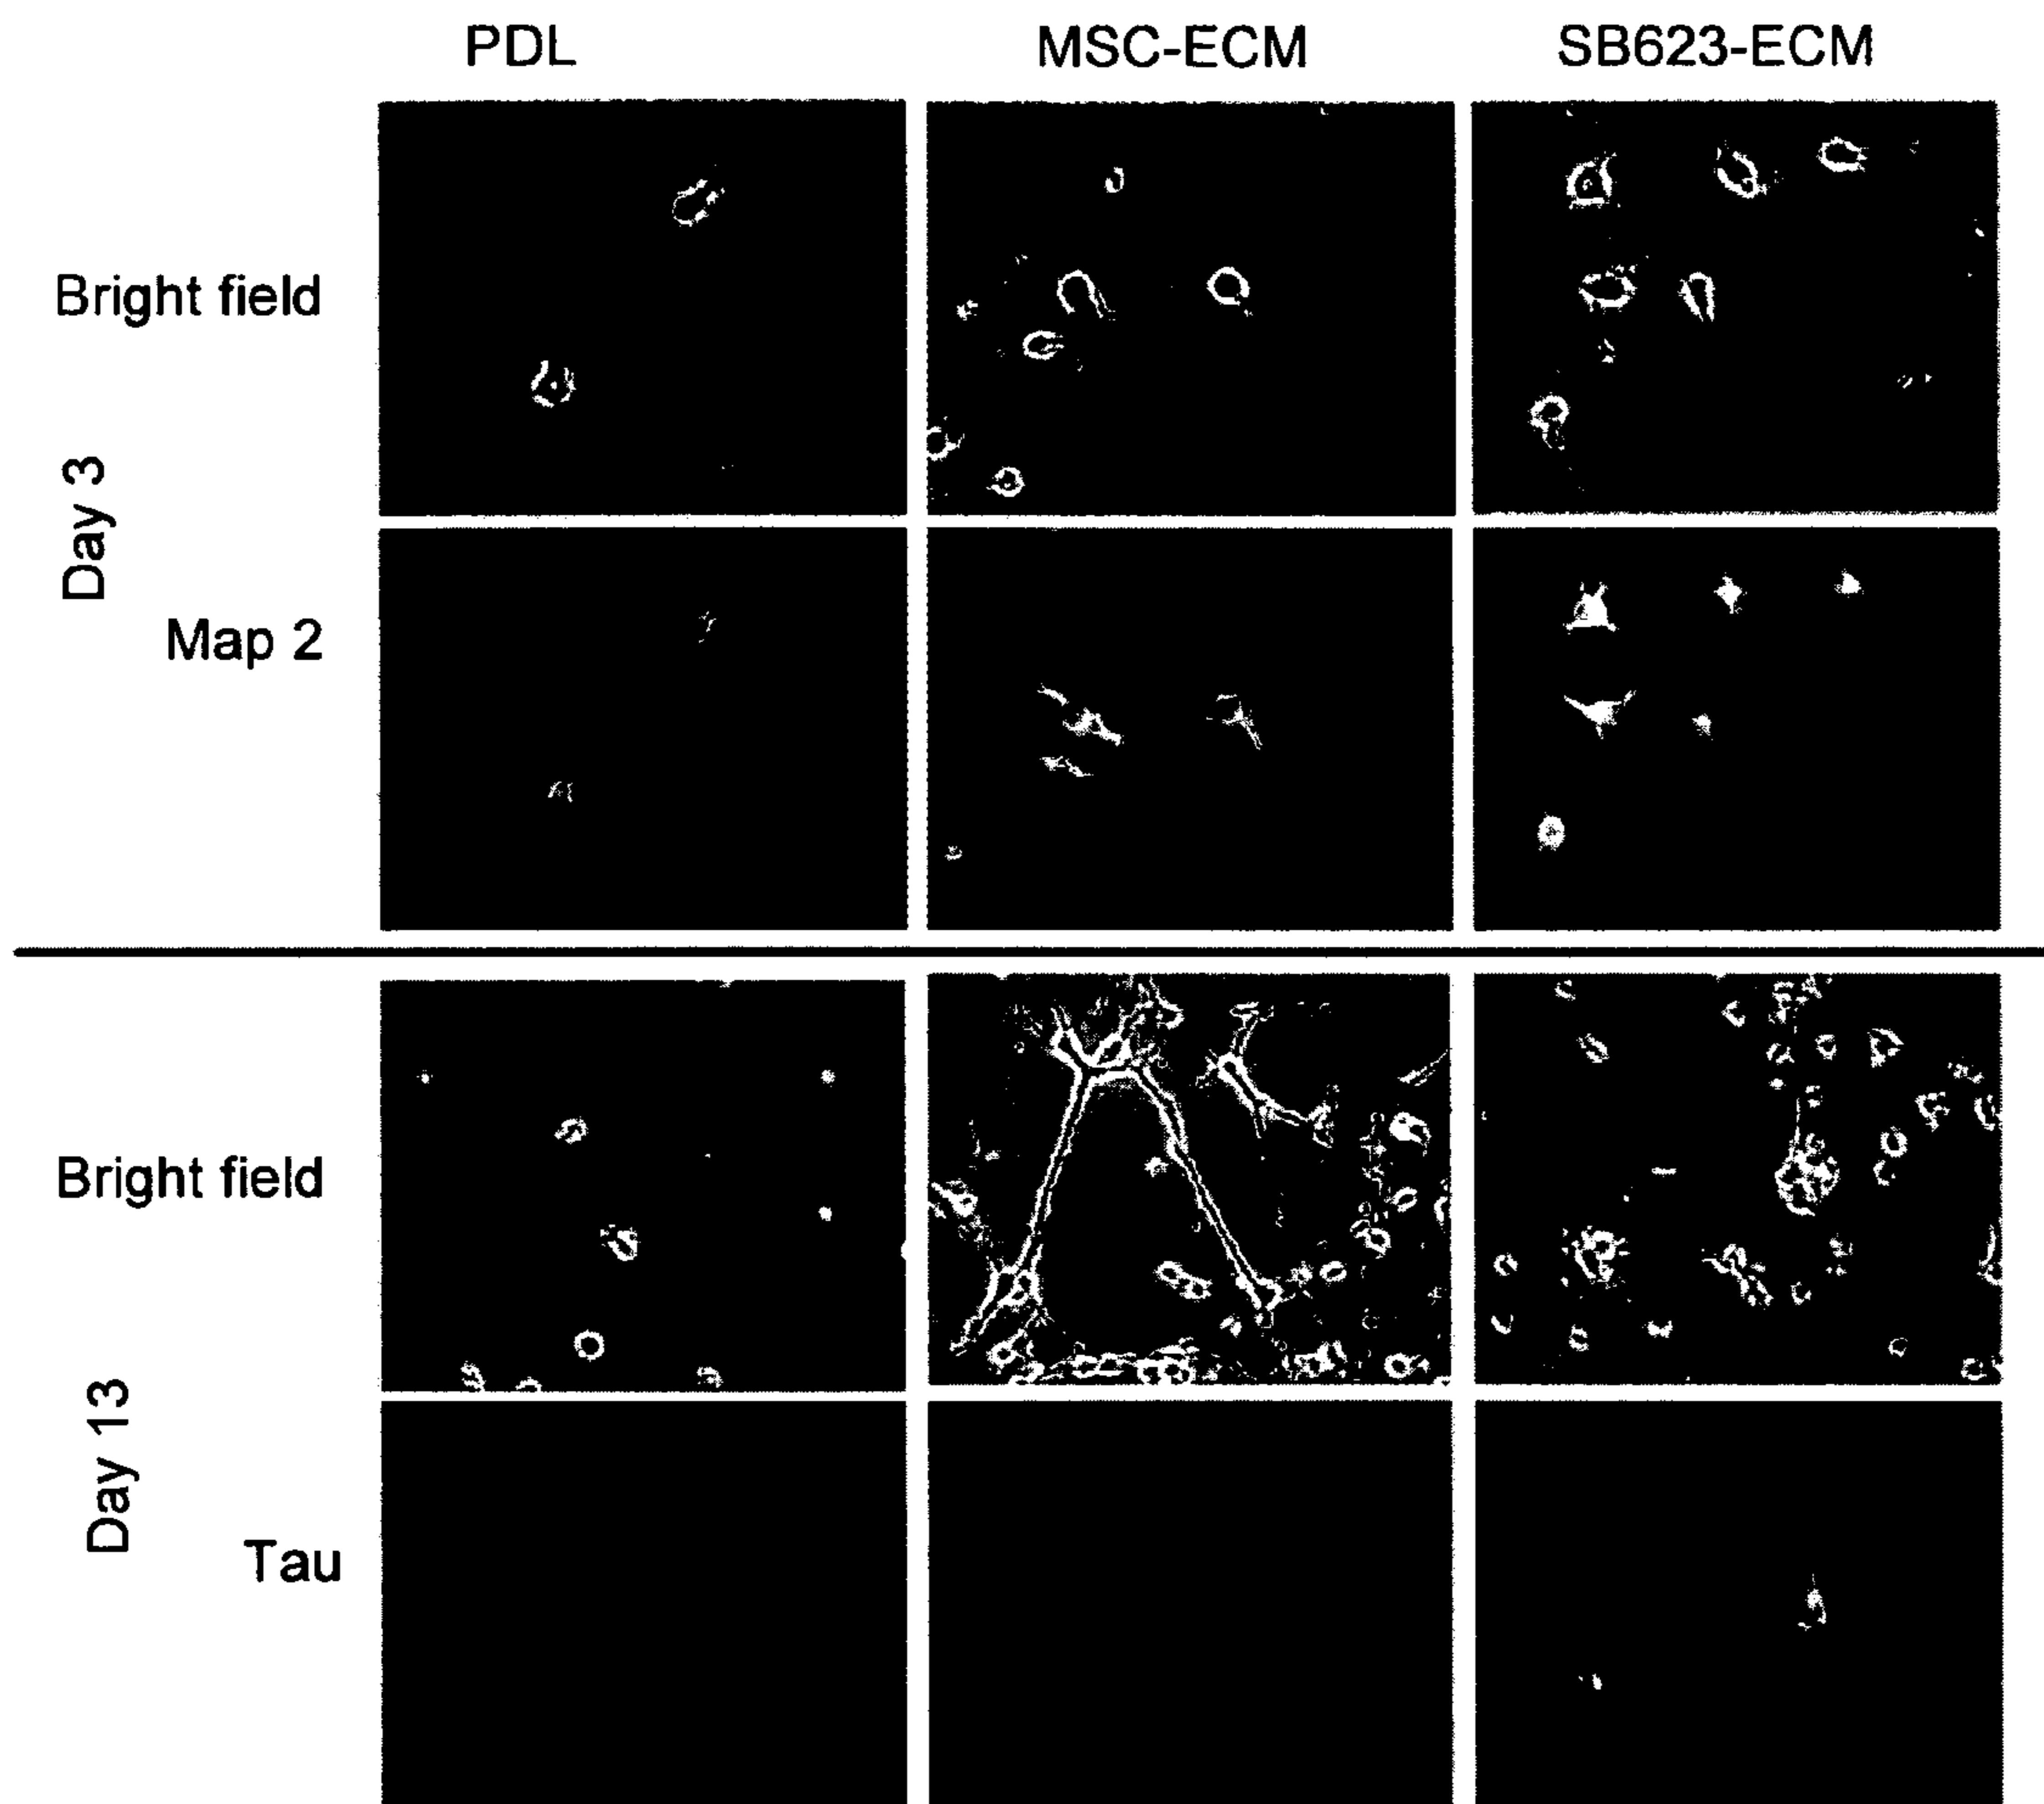 PDL MSC-ECM SB623-ECM
Bright field
Day 3
Map 2
Bright field
Day 13
Tau